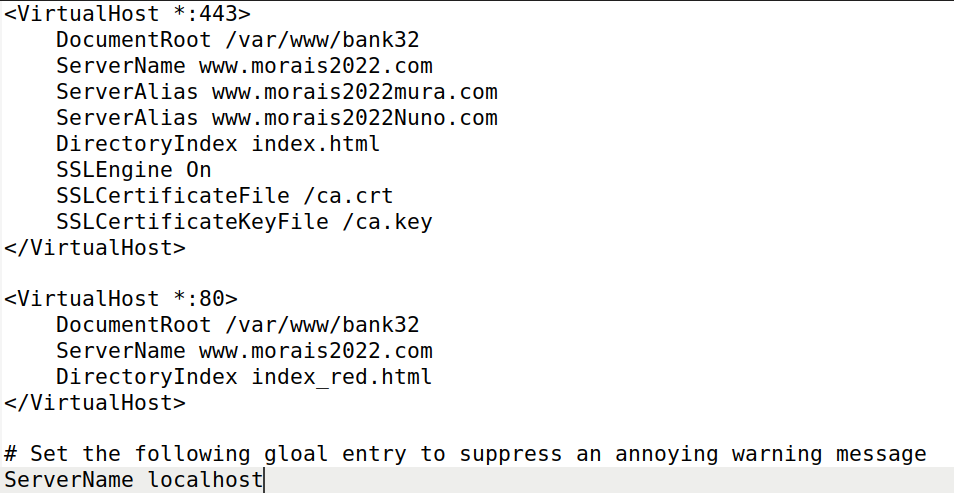 <VirtualHost *:443>
    DocumentRoot /var/www/bank32
    ServerName www.morais2022.com
    ServerAlias www.morais2022mura.com
    ServerAlias www.morais2022Nuno.com
    DirectoryIndex index.html
    SSLEngine On
    SSLCertificateFile /ca.crt
    SSLCertificateKeyFile /ca.key
</VirtualHost>

<VirtualHost *:80>
    DocumentRoot /var/www/bank32
    ServerName www.morais2022.com
    DirectoryIndex index_red.html
</VirtualHost>

# Set the following gloal entry to suppress an annoying warning message
ServerName localhost